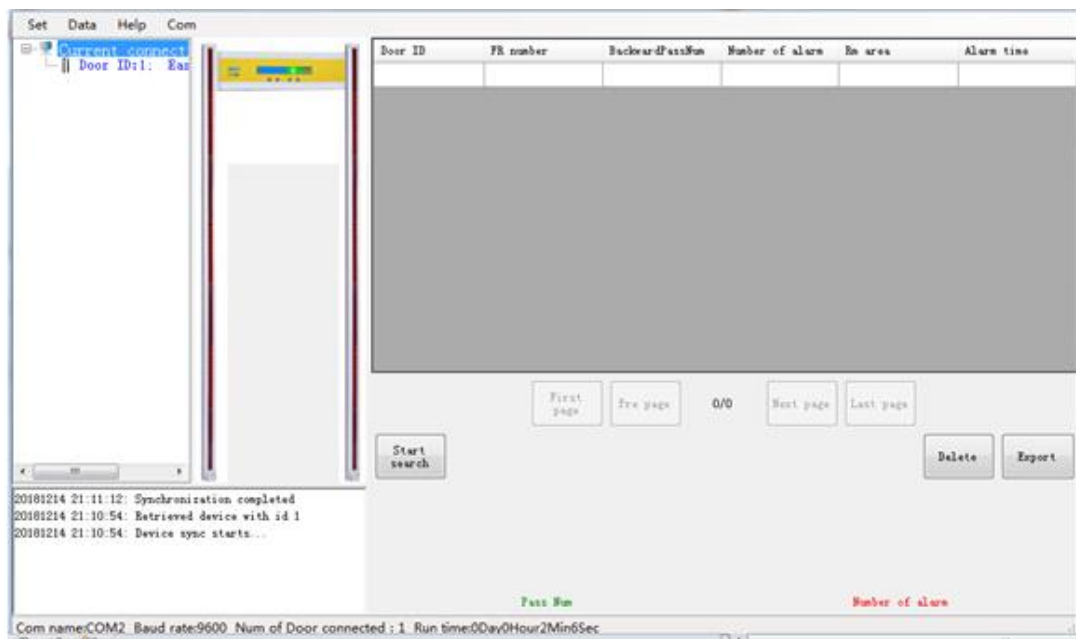 Set Data Help Com
Current connect
Door ID:1: Eas
Door ID FR number BackwardPassNum Number of alarm Rm area Alarm time
First page Pre page 0/0 Next page Last page
Start search Delete Export
20181214 21:11:12: Synchronization completed
20181214 21:10:54: Retrieved device with id 1
20181214 21:10:54: Device sync starts...
Pass Num Number of alarm
Com name:COM2 Baud rate:9600 Num of Door connected : 1 Run time:0Day0Hour2Min6Sec